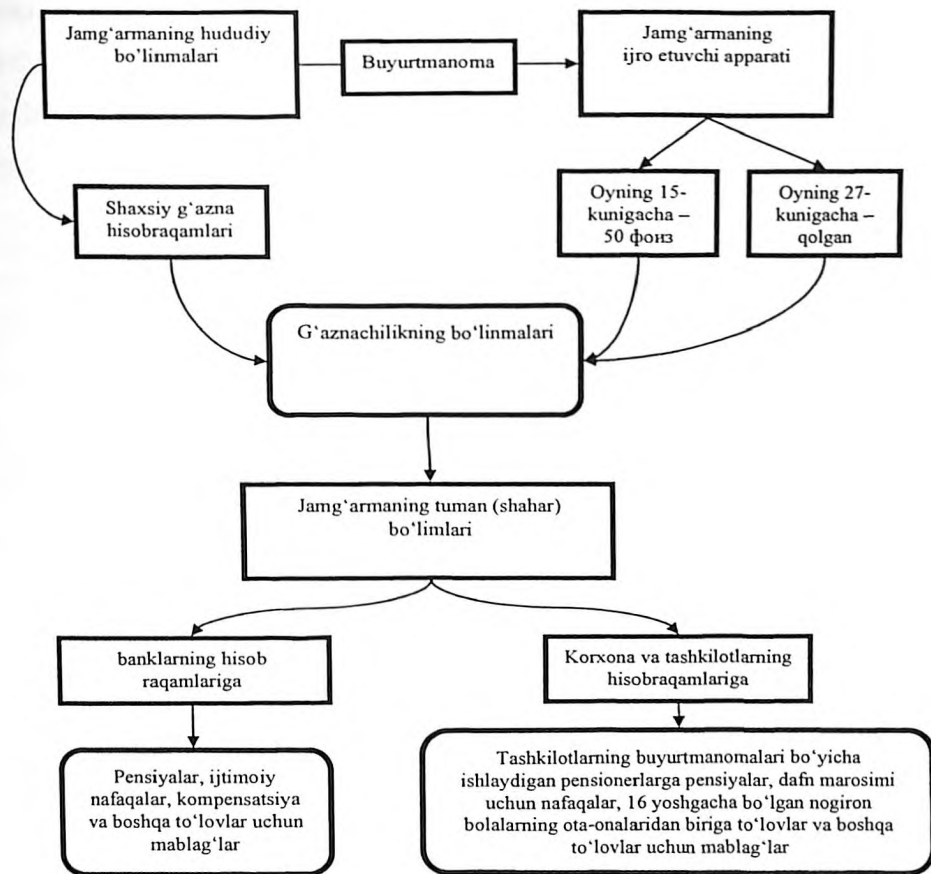 Jamg‘armaning hududiy
bo’linmalari
Buyurtmanoma
Jamg‘armaning
ijro etuvchi apparati
Shaxsiy g‘azna
hisobraqamlari
Oyning 15-
kunigacha –
50 фоиз
Oyning 27-
kunigacha –
qolgan
G‘aznachilikning bo‘linmalari
Jamg‘armaning tuman (shahar)
bo‘limlari
banklarning hisob
raqamlariga
Korxona va tashkilotlarning
hisobraqamlariga
Pensiyalar, ijtimoiy
nafaqalar, kompensatsiya
va boshqa to‘lovlar uchun
mablag‘lar
Tashkilotlarning buyurtmanomalari bo‘yicha
ishlaydigan pensionerlarga pensiyalar, dafn marosimi
uchun nafaqalar, 16 yoshgacha bo‘lgan nogiron
bolalarning ota-onalaridan biriga to‘lovlar va boshqa
to‘lovlar uchun mablag‘lar